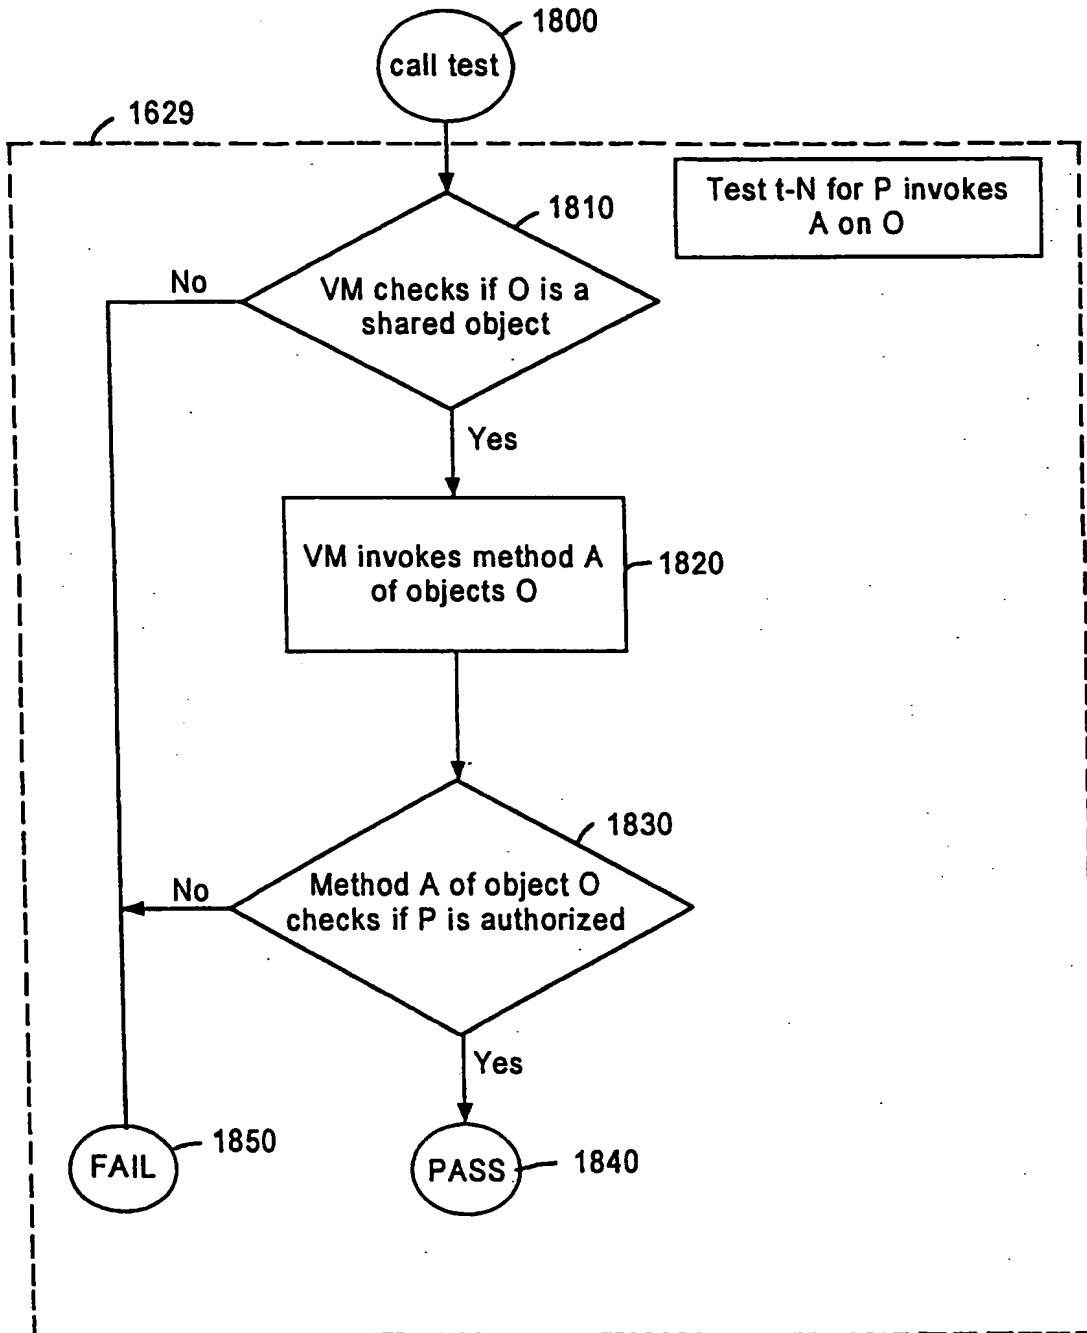 1800
call test
1629
Test t-N for P invokes
A on O
1810
No
VM checks if O is a
shared object
Yes
VM invokes method A
of objects O
1820
1830
No
Method A of object O
checks if P is authorized
Yes
1850
FAIL
PASS
1840